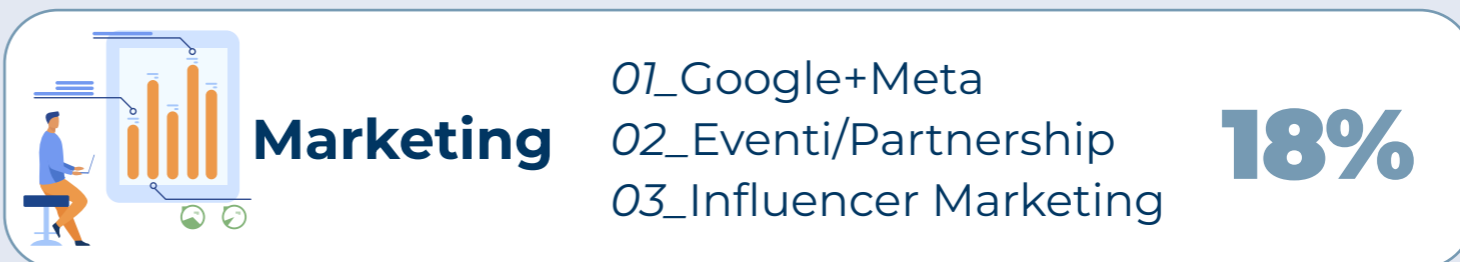 Marketing
01_Google+Meta
02_Eventi/Partnership
03_Influencer Marketing
18%